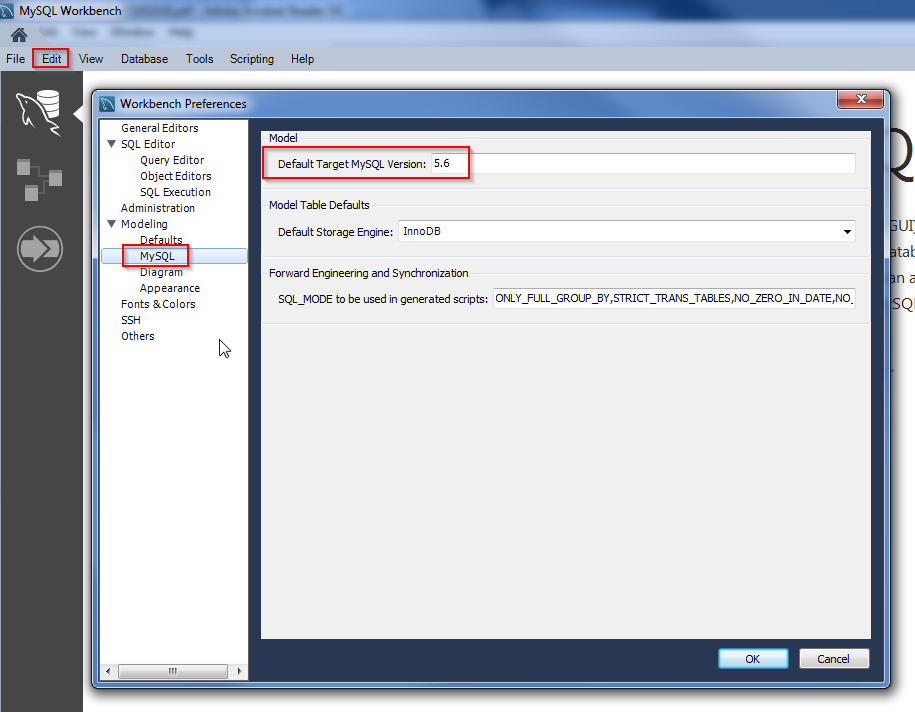 MySQL Workbench
File Edit View Database Tools Scripting Help
Workbench Preferences
General Editors
SQL Editor
Query Editor
Object Editors
SQL Execution
Administration
Modeling
Defaults
MySQL
Diagram
Appearance
Fonts & Colors
SSH
Others
Model
Default Target MySQL Version: 5.6
Model Table Defaults
Default Storage Engine: InnoDB
Forward Engineering and Synchronization
SQL_MODE to be used in generated scripts: ONLY_FULL_GROUP_BY,STRICT_TRANS_TABLES,NO_ZERO_IN_DATE,NO_
OK Cancel